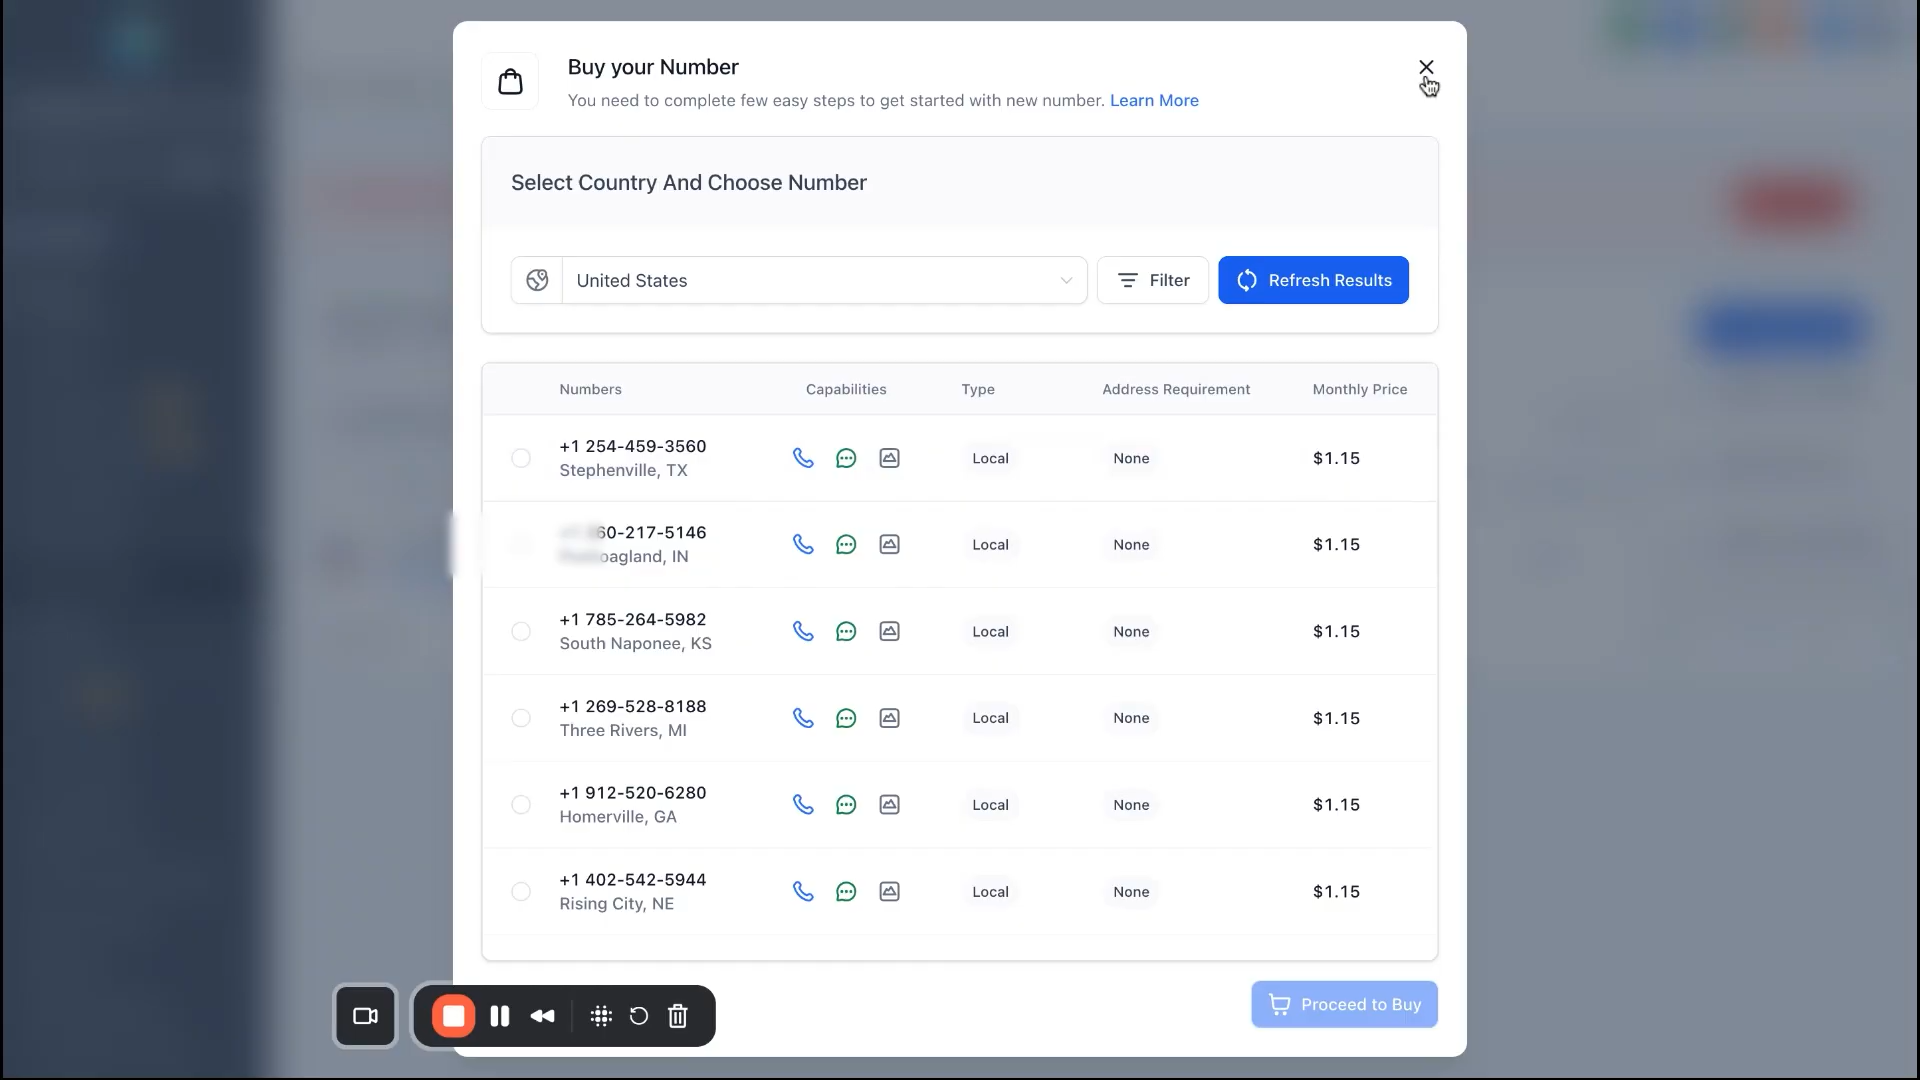 Buy your Number
You need to complete few easy steps to get started with new number. Learn More
Select Country And Choose Number
United States
Filter
Refresh Results
Numbers Capabilities Type Address Requirement Monthly Price
+1 254-459-3560 Local None $1.15
Stephenville, TX
60-217-5146 Local None $1.15
oagland, IN
+1 785-264-5982 Local None $1.15
South Naponee, KS
+1 269-528-8188 Local None $1.15
Three Rivers, MI
+1 912-520-6280 Local None $1.15
Homerville, GA
+1 402-542-5944 Local None $1.15
Rising City, NE
Proceed to Buy